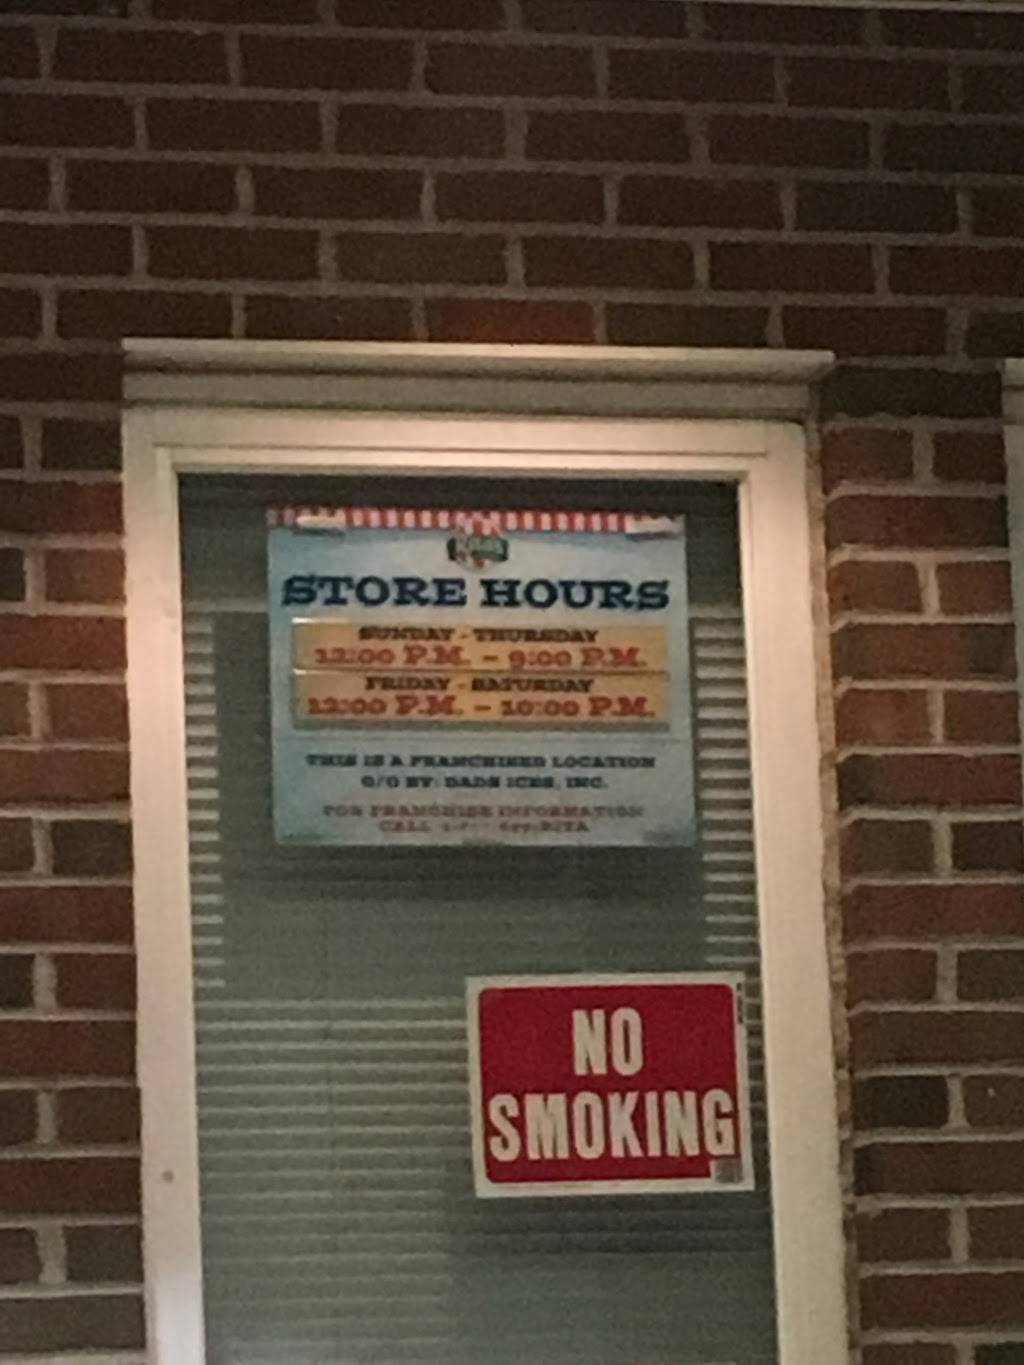 STORE HOURS
SUNDAY - THURSDAY
12:00 P.M. - 9:00 P.M.
FRIDAY - SATURDAY
12:00 P.M. - 10:00 P.M.
THIS IS A FRANCHISED LOCATION
O/O BY: DADS ICES, INC.
FOR FRANCHISE INFORMATION
CALL
NO
SMOKING